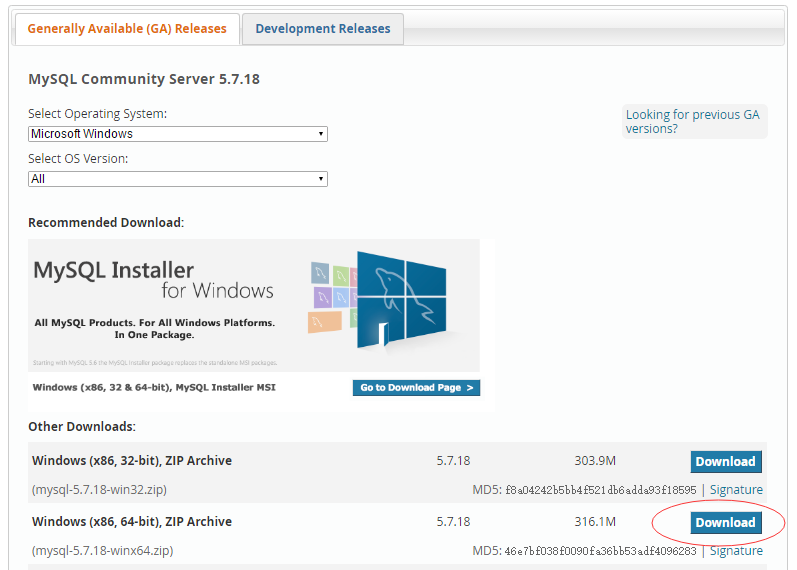 Generally Available (GA) Releases
Development Releases
MySQL Community Server 5.7.18
Select Operating System:
Microsoft Windows
Looking for previous GA
versions?
Select OS Version:
All
Recommended Download:
MySQL Installer
for Windows
All MySQL Products. For All Windows Platforms.
In One Package.
Starting with MySQL 5.6 the MySQL Installer package replaces the standalone MSI packages.
Windows (x86, 32 & 64-bit), MySQL Installer MSI
Go to Download Page >
Other Downloads:
Windows (x86, 32-bit), ZIP Archive 5.7.18 303.9M Download
(mysql-5.7.18-win32.zip) MD5: f8a04242b5bb4f521db6adda93f18595 | Signature
Windows (x86, 64-bit), ZIP Archive 5.7.18 316.1M Download
(mysql-5.7.18-winx64.zip) MD5: 46e7bf038f0090fa36bb53adf4096283 | Signature